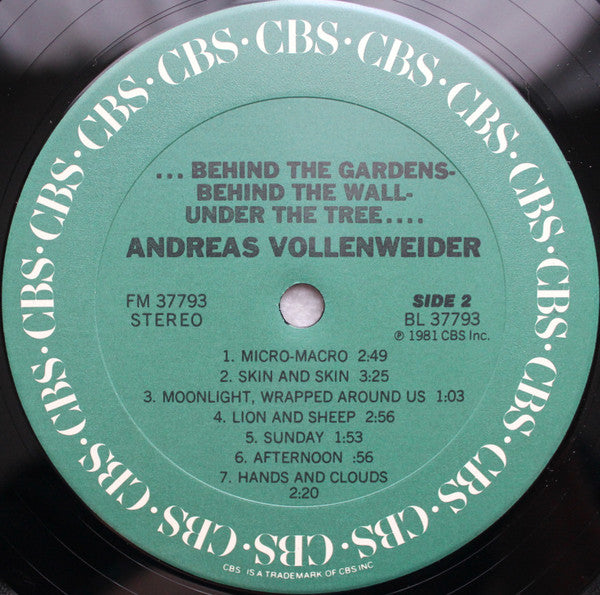 CBS · CBS · CBS · CBS · CBS · CBS · CBS · CBS · CBS · CBS · CBS · CBS · CBS · CBS · CBS · CBS · CBS
... BEHIND THE GARDENS-
BEHIND THE WALL-
UNDER THE TREE....
ANDREAS VOLLENWEIDER
FM 37793
STEREO
SIDE 2
BL 37793
℗ 1981 CBS Inc.
1. MICRO-MACRO 2:49
2. SKIN AND SKIN 3:25
3. MOONLIGHT, WRAPPED AROUND US 1:03
4. LION AND SHEEP 2:56
5. SUNDAY 1:53
6. AFTERNOON :56
7. HANDS AND CLOUDS
2:20
CBS IS A TRADEMARK OF CBS INC